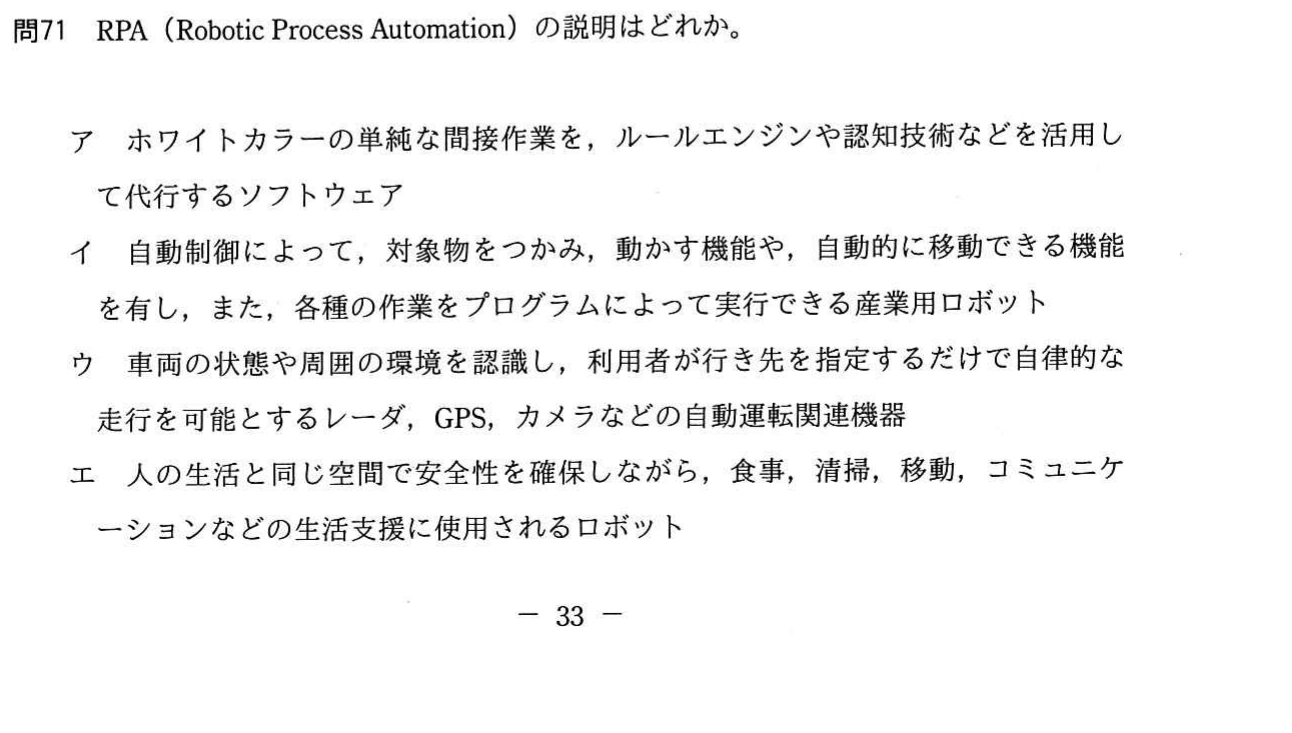 問71 RPA（Robotic Process Automation）の説明はどれか。
ア ホワイトカラーの単純な間接作業を，ルールエンジンや認知技術などを活用し
て代行するソフトウェア
イ 自動制御によって，対象物をつかみ，動かす機能や，自動的に移動できる機能
を有し，また，各種の作業をプログラムによって実行できる産業用ロボット
ウ 車両の状態や周囲の環境を認識し，利用者が行き先を指定するだけで自律的な
走行を可能とするレーダ，GPS，カメラなどの自動運転関連機器
エ 人の生活と同じ空間で安全性を確保しながら，食事，清掃，移動，コミュニケ
ーションなどの生活支援に使用されるロボット
－ 33 －